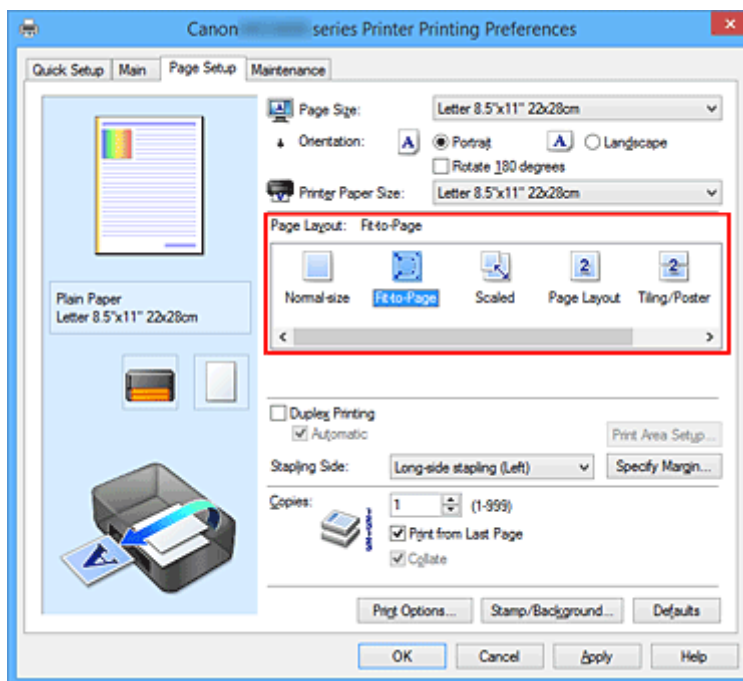 Canon series Printer Printing Preferences
Quick Setup Main Page Setup Maintenance
Page Size: Letter 8.5"x11" 22x28cm
Orientation: A Portrait A Landscape
Rotate 180 degrees
Printer Paper Size: Letter 8.5"x11" 22x28cm
Page Layout: Fit-to-Page
2 2
Normal-size Fit-to-Page Scaled Page Layout Tiling/Poster
Plain Paper
Letter 8.5"x11" 22x28cm
Duplex Printing
Automatic
Print Area Setup...
Stapling Side: Long-side stapling (Left) Specify Margin...
Copies: 1 (1-999)
Print from Last Page
Collate
A
Print Options... Stamp/Background... Defaults
OK Cancel Apply Help